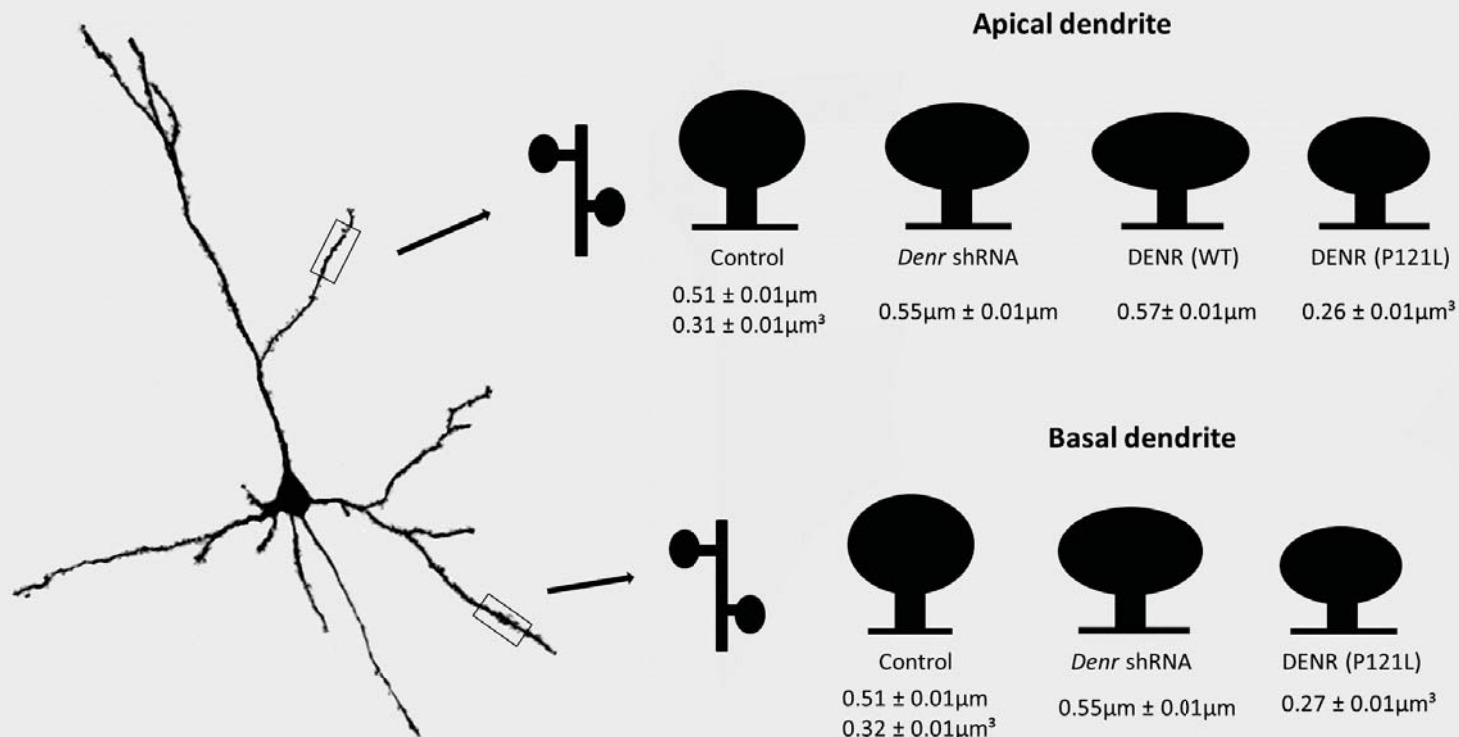 Apical dendrite
Control
Denr shRNA
DENR (WT)
DENR (P121L)
0.51 ± 0.01µm
0.31 ± 0.01µm³
0.55µm ± 0.01µm
0.57± 0.01µm
0.26 ± 0.01µm³
Basal dendrite
Control
Denr shRNA
DENR (P121L)
0.51 ± 0.01µm
0.32 ± 0.01µm³
0.55µm ± 0.01µm
0.27 ± 0.01µm³